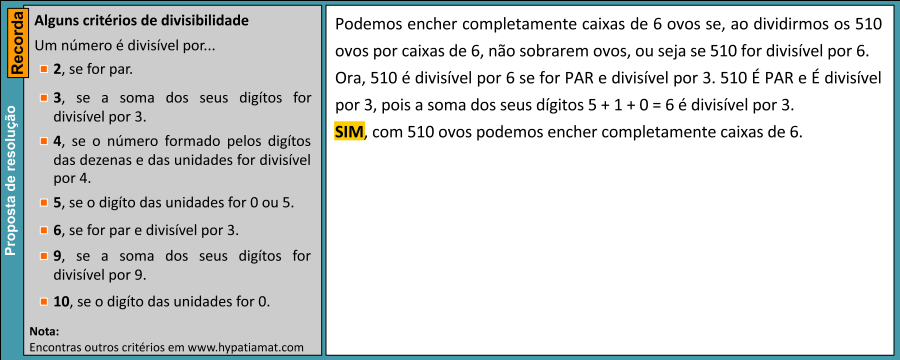 Recorda
Proposta de resolução
Alguns critérios de divisibilidade
Um número é divisível por...
2, se for par.
3, se a soma dos seus digítos for
divisível por 3.
4, se o número formado pelos digítos
das dezenas e das unidades for divisível
por 4.
5, se o digíto das unidades for 0 ou 5.
6, se for par e divisível por 3.
9, se a soma dos seus digítos for
divisível por 9.
10, se o digíto das unidades for 0.
Nota:
Encontras outros critérios em www.hypatiamat.com
Podemos encher completamente caixas de 6 ovos se, ao dividirmos os 510
ovos por caixas de 6, não sobrarem ovos, ou seja se 510 for divisível por 6.
Ora, 510 é divisível por 6 se for PAR e divisível por 3. 510 É PAR e É divisível
por 3, pois a soma dos seus dígitos 5 + 1 + 0 = 6 é divisível por 3.
SIM, com 510 ovos podemos encher completamente caixas de 6.